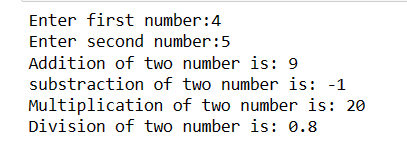 Enter first number:4
Enter second number:5
Addition of two number is: 9
substraction of two number is: -1
Multiplication of two number is: 20
Division of two number is: 0.8